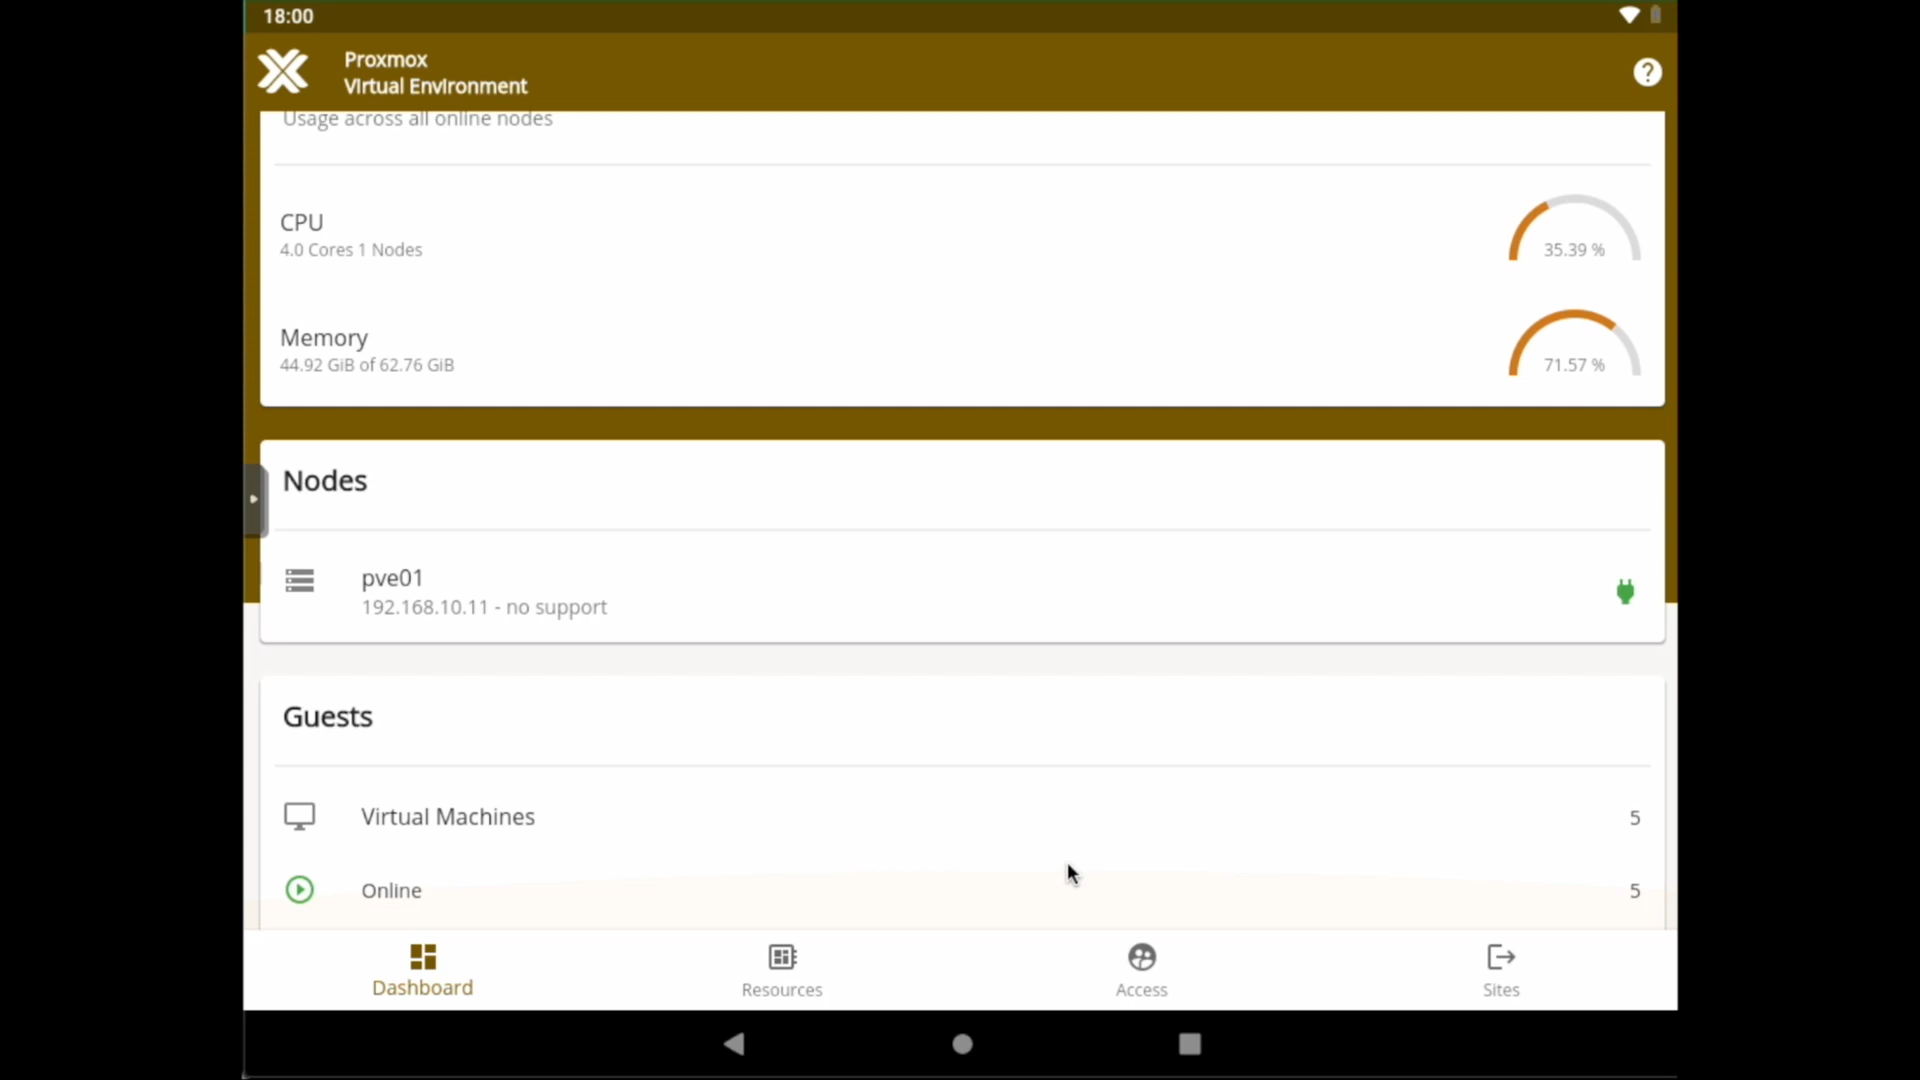 18:00
Proxmox
Virtual Environment
Usage across all online nodes
CPU
4.0 Cores 1 Nodes
35.39 %
Memory
44.92 GiB of 62.76 GiB
71.57 %
Nodes
pve01
192.168.10.11 - no support
Guests
Virtual Machines
5
Online
5
Dashboard
Resources
Access
Sites